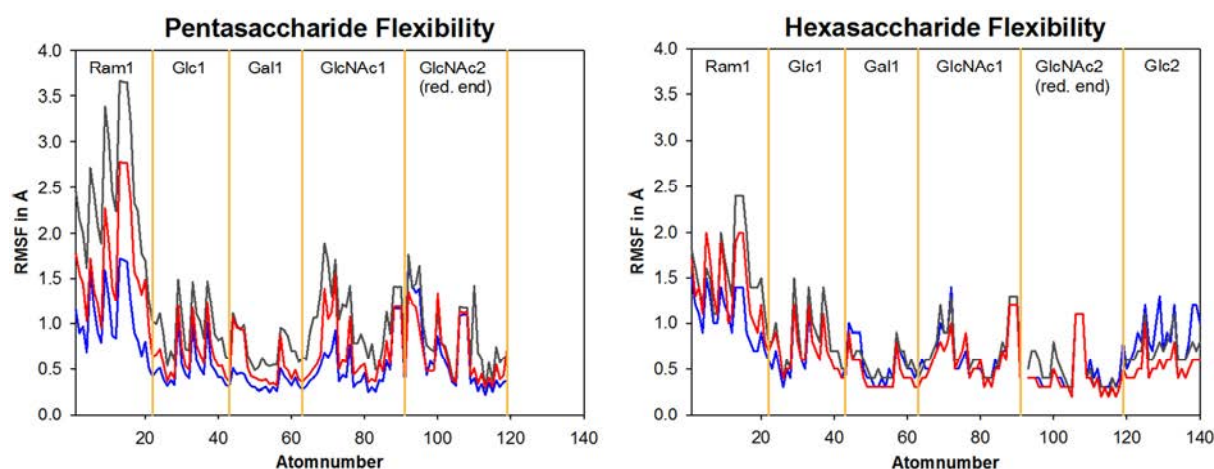 Pentasaccharide Flexibility
4.0
3.5
3.0
2.5
2.0
1.5
1.0
0.5
0.0
RMSF in Å
Ram1
Glc1
Gal1
GlcNAc1
GlcNAc2
(red. end)
20
40
60
80
100
120
140
Atomnumber
Hexasaccharide Flexibility
4.0
3.5
3.0
2.5
2.0
1.5
1.0
0.5
0.0
RMSF in Å
Ram1
Glc1
Gal1
GlcNAc1
GlcNAc2
(red. end)
Glc2
20
40
60
80
100
120
140
Atomnumber